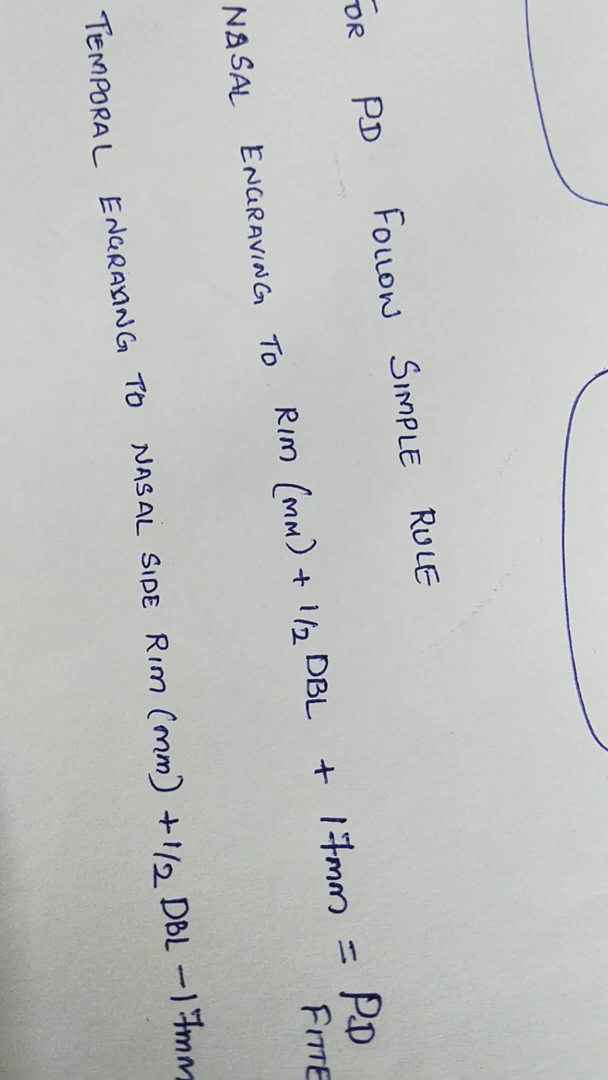 FOR PD FOLLOW SIMPLE RULE
NASAL ENGRAVING TO RIM (MM) + 1/2 DBL + 17mm = PD
FITTE
TEMPORAL ENGRAVING TO NASAL SIDE RIM (mm) + 1/2 DBL - 17mm